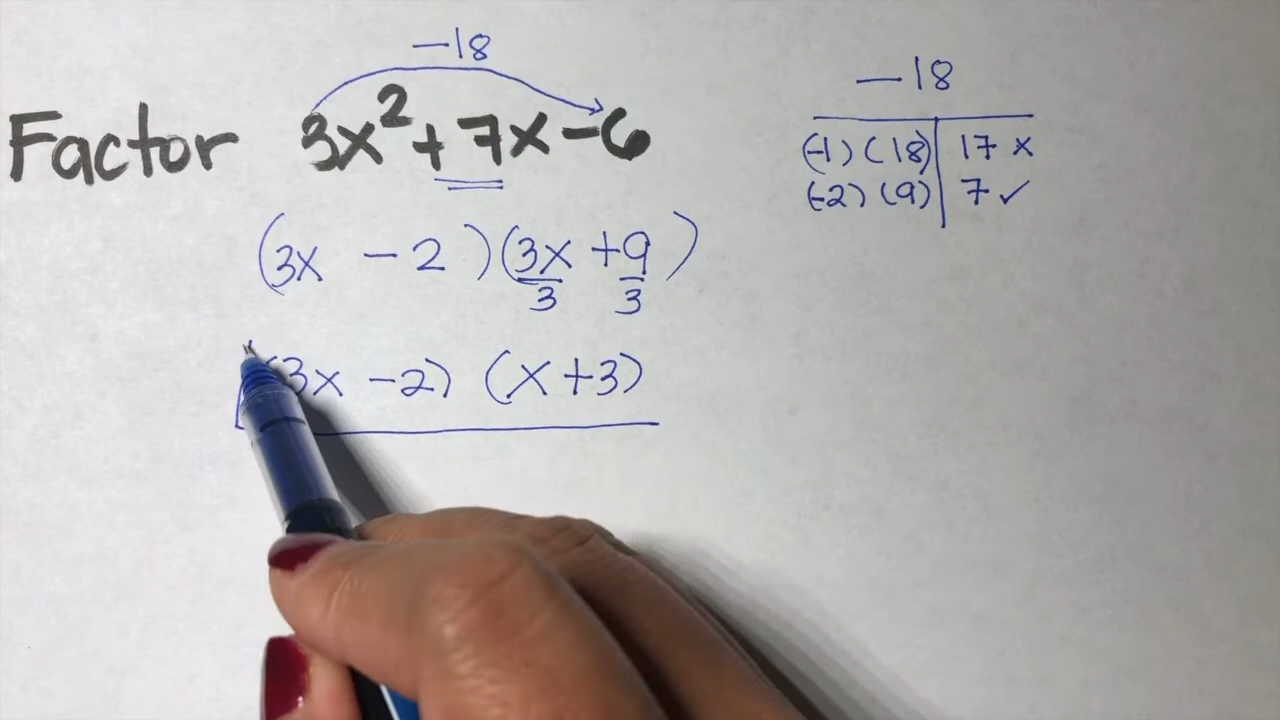 -18
Factor 3x² + 7x - 6
(3x - 2)(3x/3 + 9/3)
(3x - 2) (x + 3)
-18
(-1) (18) | 17 x
(-2) (9) | 7 ✓